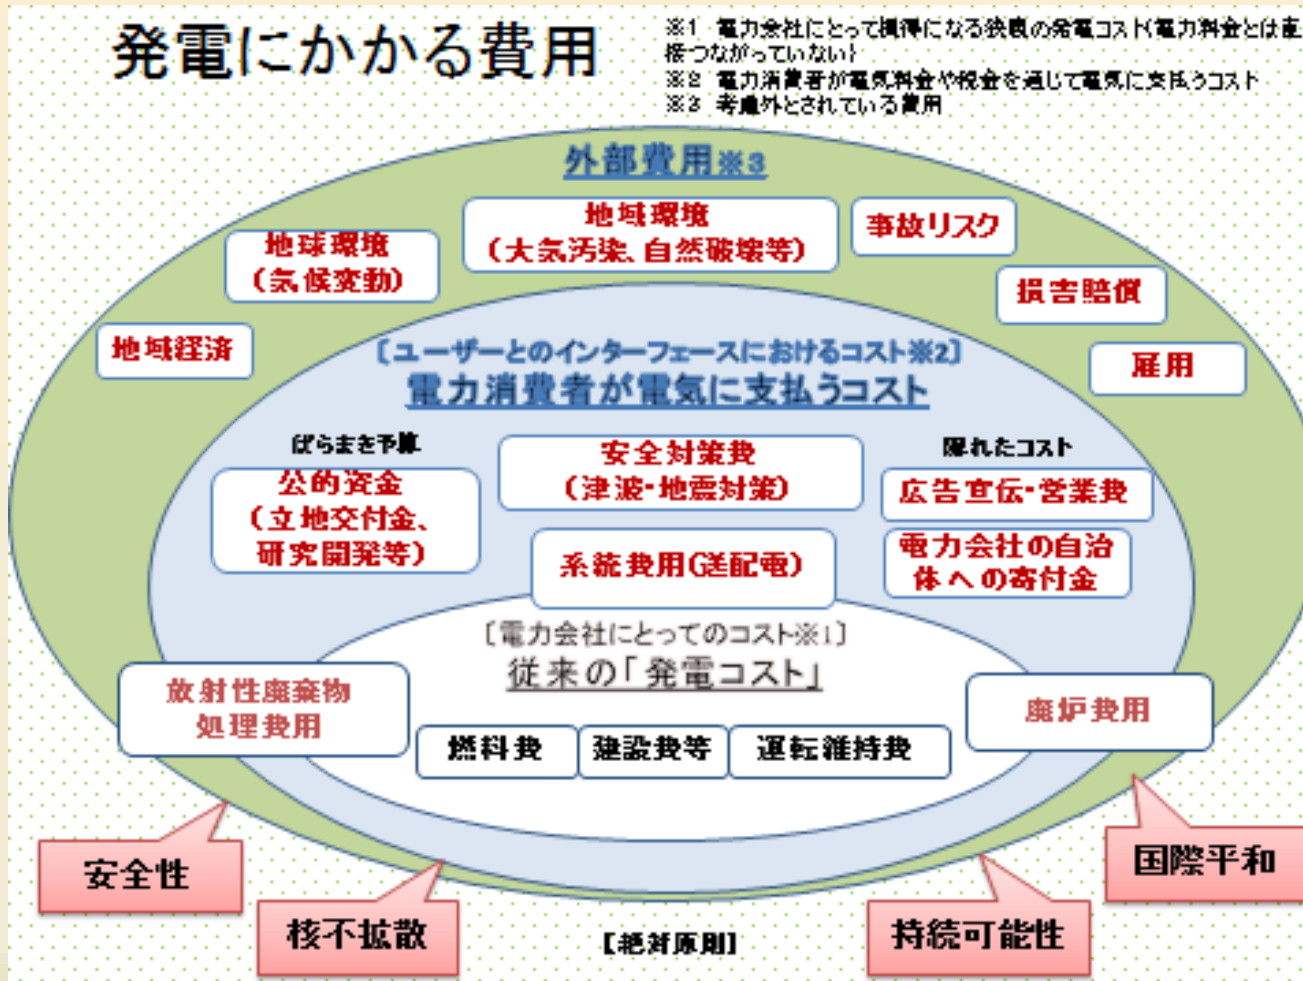 発電にかかる費用
※1 電力会社にとって損得になる狭義の発電コスト(電力料金とは直
接つながっていない)
※2 電力消費者が電気料金や税金を通じて電気に支払うコスト
※3 考慮外とされている費用
外部費用※3
地域環境
(大気汚染、自然破壊等)
事故リスク
地球環境
(気候変動)
損害賠償
地域経済
雇用
〔ユーザーとのインターフェースにおけるコスト※2〕
電力消費者が電気に支払うコスト
ばらまき予算
公的資金
(立地交付金、
研究開発等)
安全対策費
(津波・地震対策)
隠れたコスト
広告宣伝・営業費
系統費用(送配電)
電力会社の自治
体への寄付金
〔電力会社にとってのコスト※1〕
従来の「発電コスト」
放射性廃棄物
処理費用
廃炉費用
燃料費
建設費等
運転維持費
安全性
国際平和
核不拡散
【絶対原則】
持続可能性